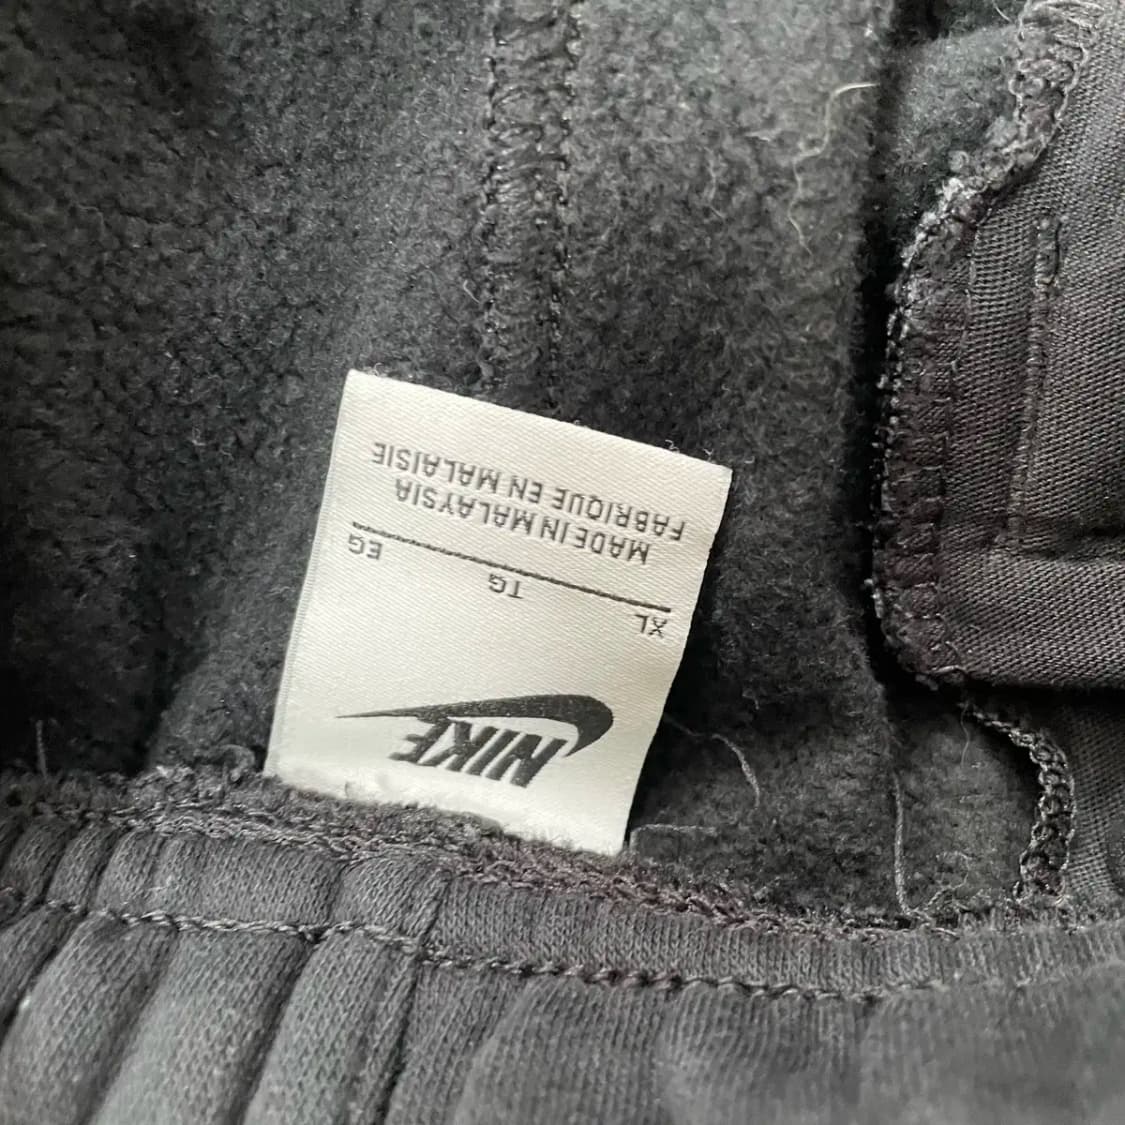 NIKE
XL TG EG
MADE IN MALAYSIA
FABRIQUE EN MALAISIE